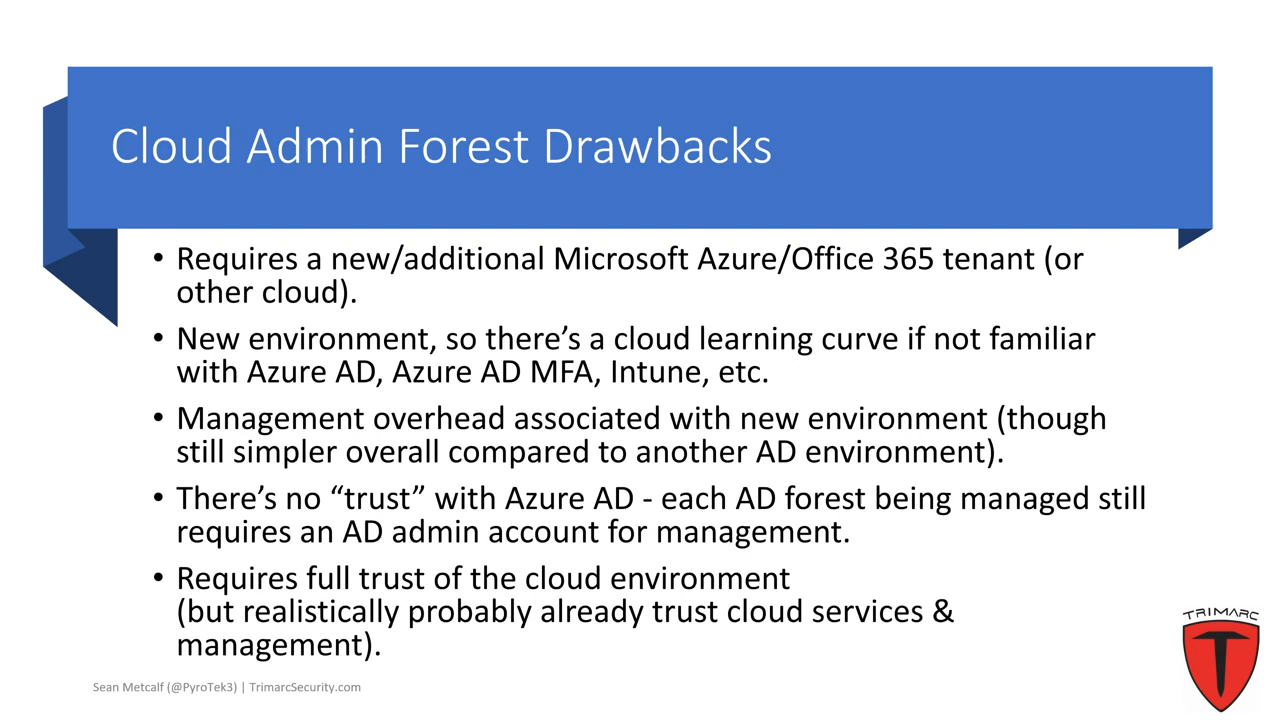 Cloud Admin Forest Drawbacks
• Requires a new/additional Microsoft Azure/Office 365 tenant (or
other cloud).
• New environment, so there’s a cloud learning curve if not familiar
with Azure AD, Azure AD MFA, Intune, etc.
• Management overhead associated with new environment (though
still simpler overall compared to another AD environment).
• There’s no “trust” with Azure AD - each AD forest being managed still
requires an AD admin account for management.
• Requires full trust of the cloud environment
(but realistically probably already trust cloud services &
management).
TRIMARC
Sean Metcalf (@PyroTek3) | TrimarcSecurity.com